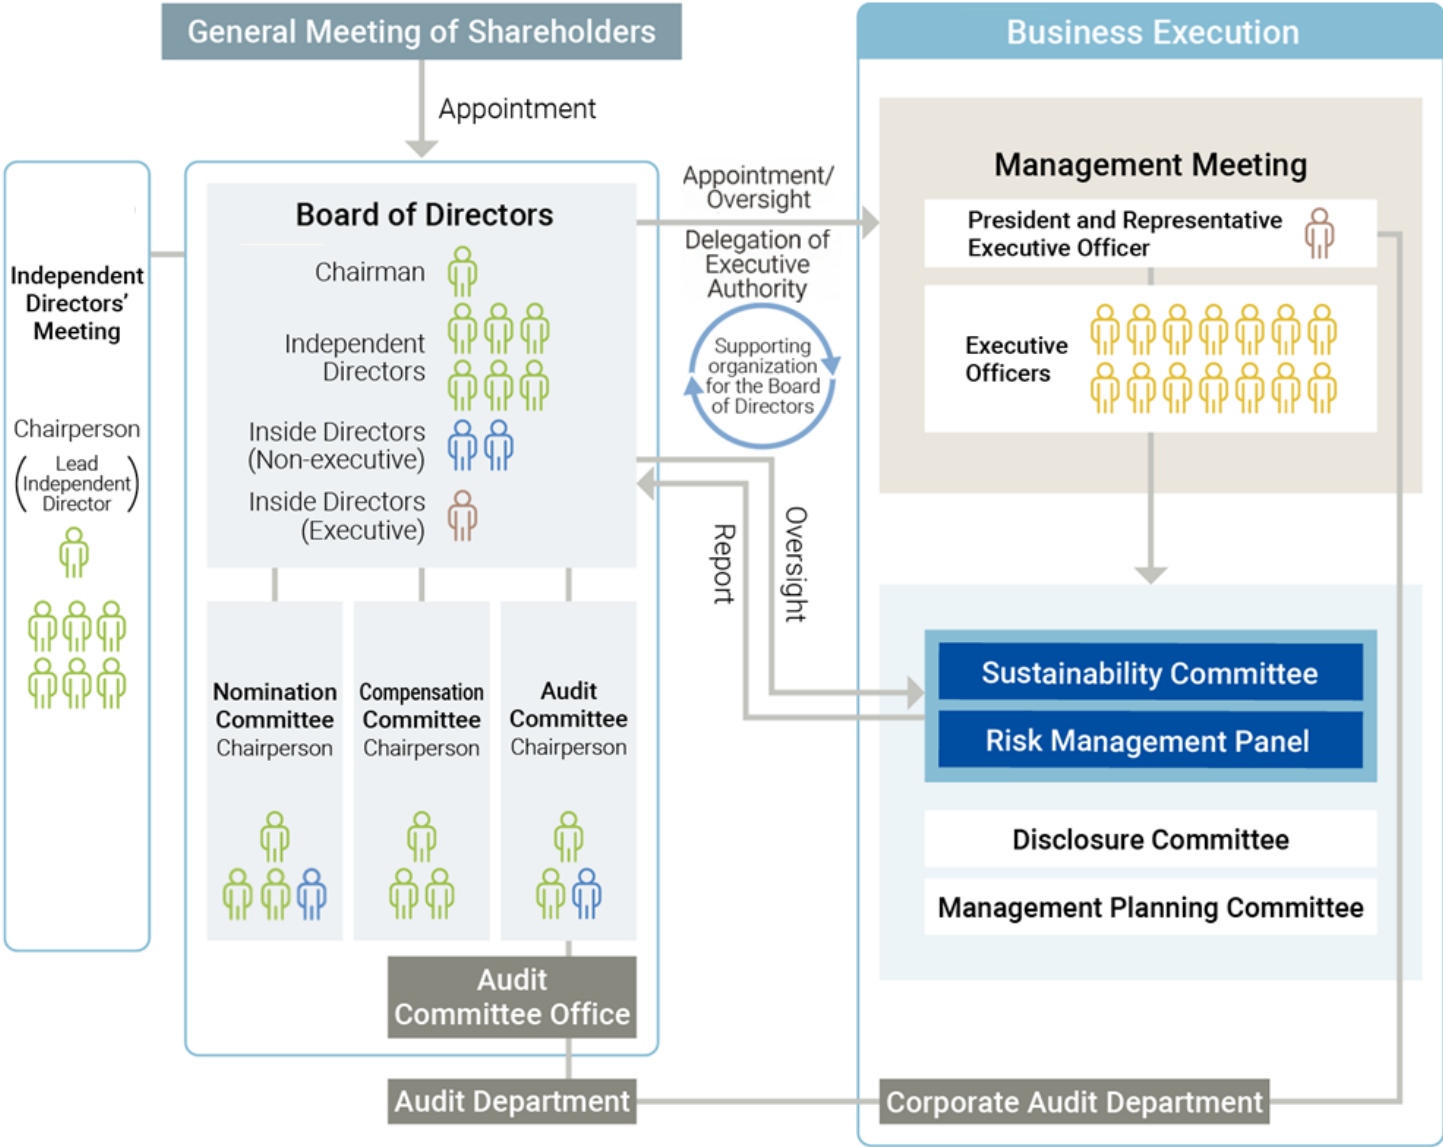 General Meeting of Shareholders
Appointment
Independent
Directors’
Meeting
Chairperson
(Lead
Independent
Director)
Board of Directors
Chairman
Independent
Directors
Inside Directors
(Non-executive)
Inside Directors
(Executive)
Nomination
Committee
Chairperson
Compensation
Committee
Chairperson
Audit
Committee
Chairperson
Audit
Committee Office
Audit Department
Appointment/
Oversight
Delegation of
Executive
Authority
Supporting
organization
for the Board
of Directors
Report
Oversight
Business Execution
Management Meeting
President and Representative
Executive Officer
Executive
Officers
Sustainability Committee
Risk Management Panel
Disclosure Committee
Management Planning Committee
Corporate Audit Department